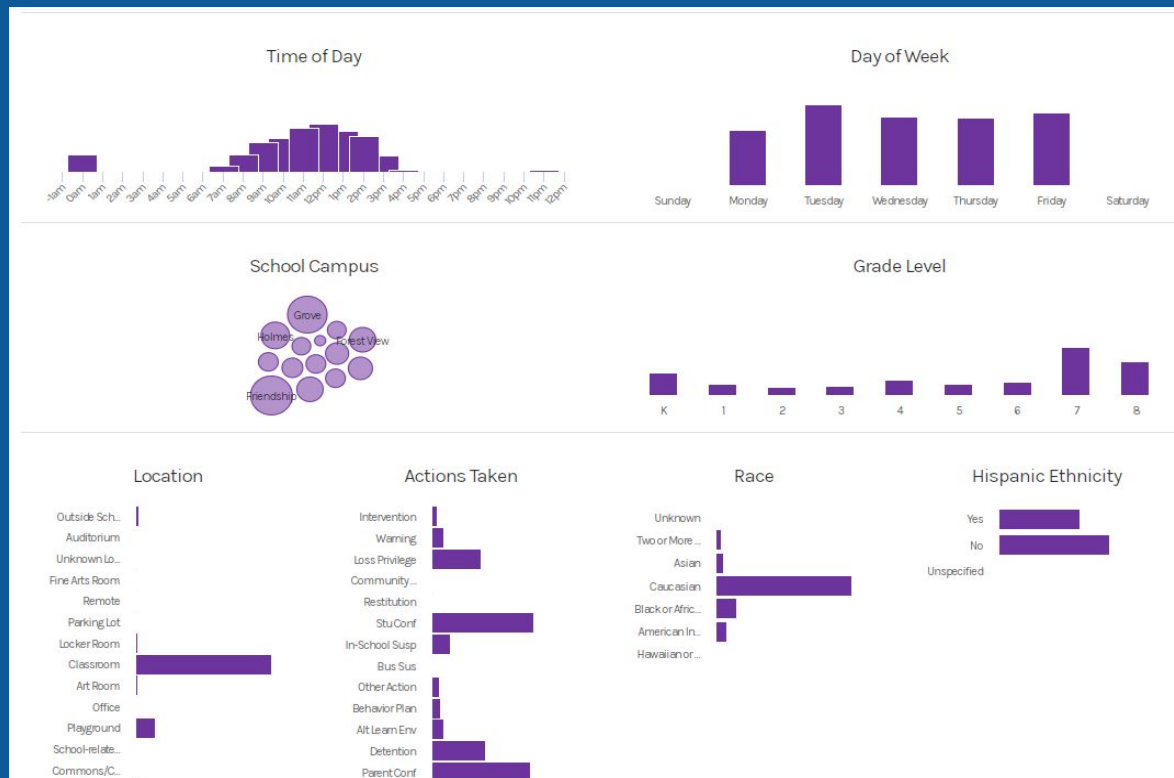 Time of Day
-1am 0am 1am 2am 3am 4am 5am 6am 7am 8am 9am 10am 11am 12pm 1pm 2pm 3pm 4pm 5pm 6pm 7pm 8pm 9pm 10pm 11pm 12pm
Day of Week
Sunday Monday Tuesday Wednesday Thursday Friday Saturday
School Campus
Grove
Holmes
Forest View
Friendship
Grade Level
K 1 2 3 4 5 6 7 8
Location
Outside Sch...
Auditorium
Unknown Lo...
Fine Arts Room
Remote
Parking Lot
Locker Room
Classroom
Art Room
Office
Playground
School-relate...
Commons/C...
Actions Taken
Intervention
Warning
Loss Privilege
Community...
Restitution
Stu Conf
In-School Susp
Bus Sus
Other Action
Behavior Plan
Alt Learn Env
Detention
Parent Conf
Race
Unknown
Two or More...
Asian
Caucasian
Black or Afric...
American In...
Hawaiian or...
Hispanic Ethnicity
Yes
No
Unspecified